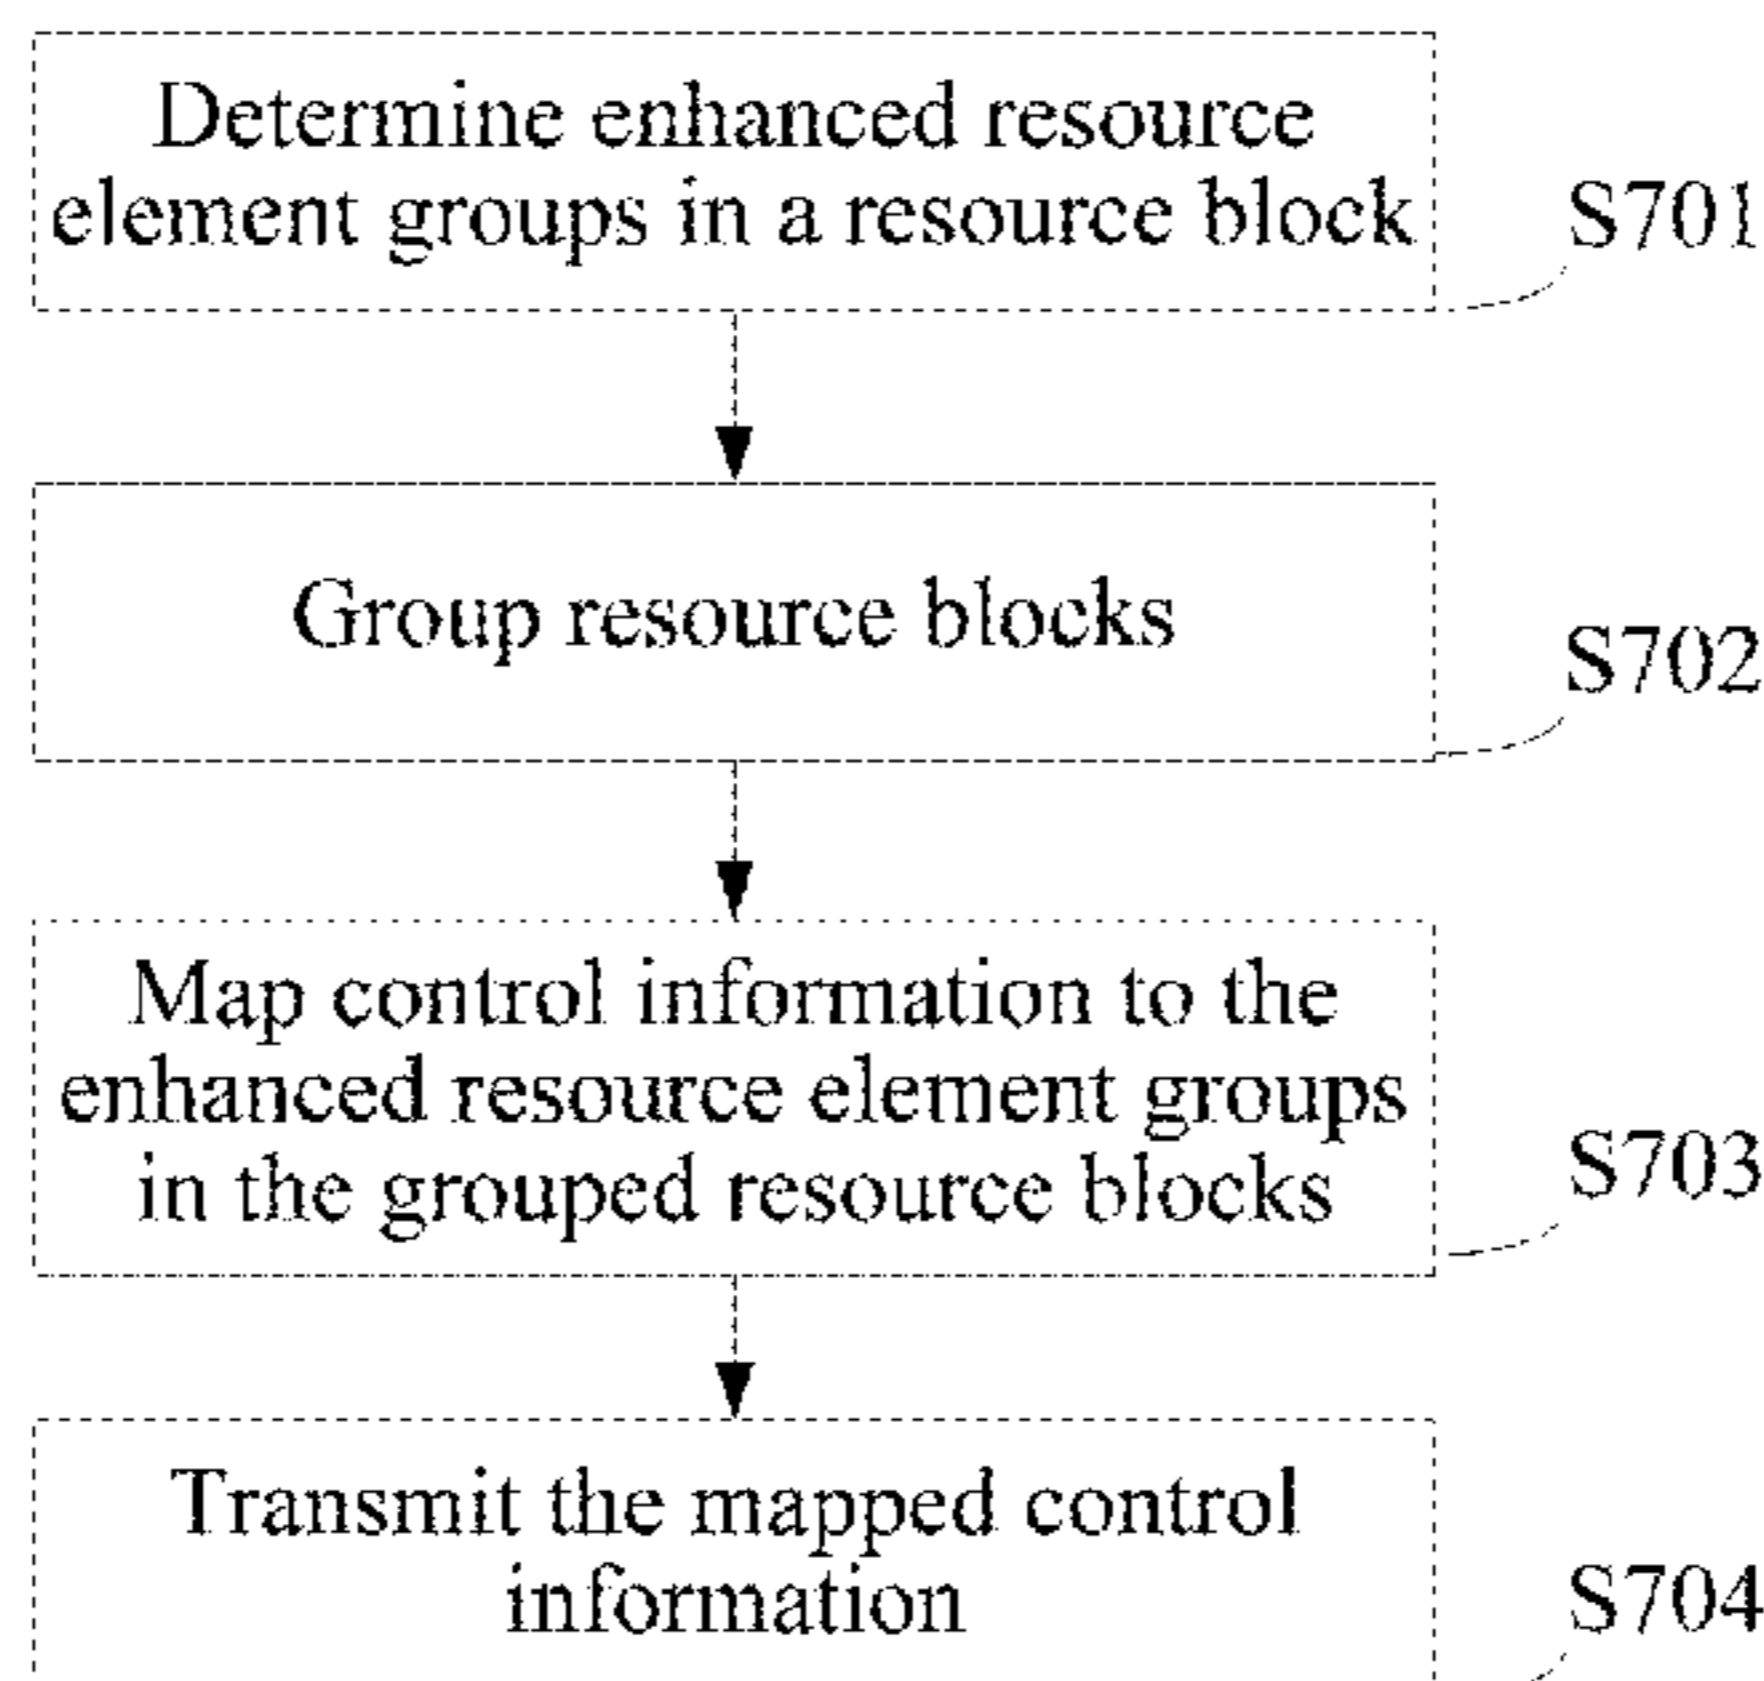 Determine enhanced resource
element groups in a resource block
S701
Group resource blocks
S702
Map control information to the
enhanced resource element groups
in the grouped resource blocks
S703
Transmit the mapped control
information
S704